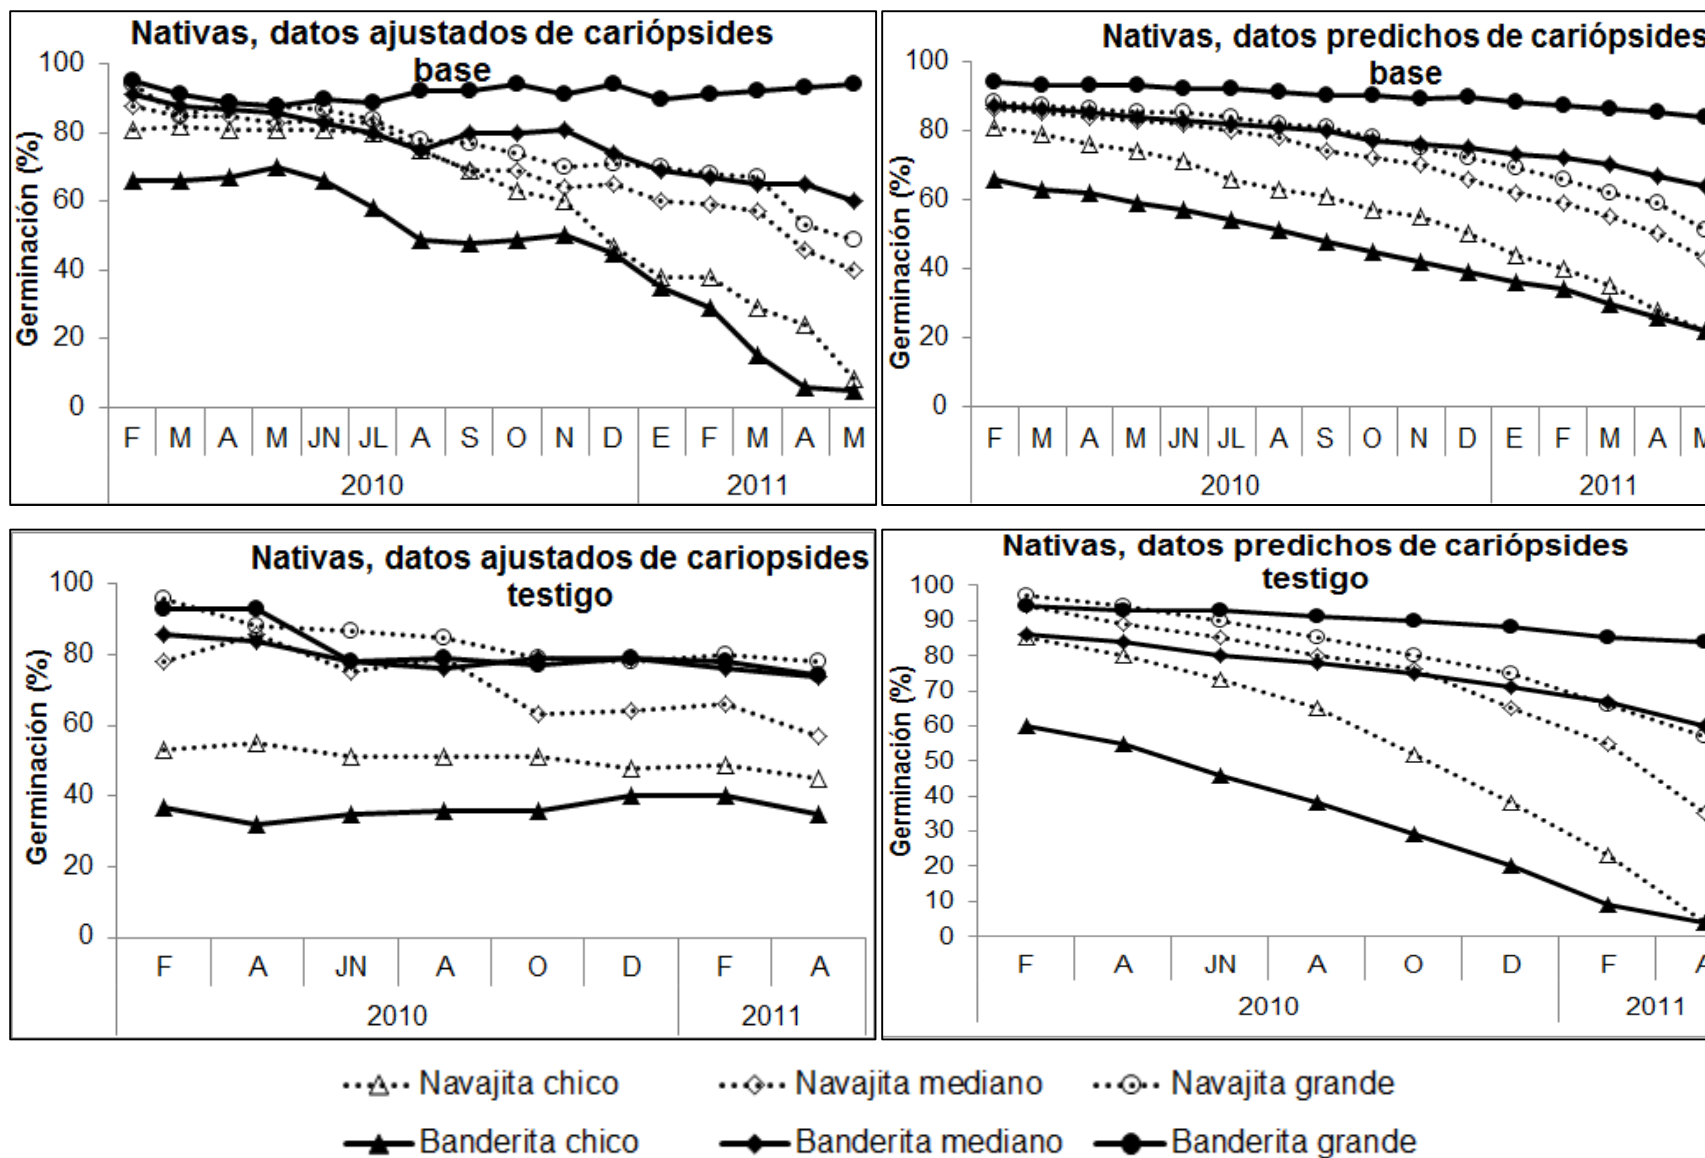 Nativas, datos ajustados de cariópsides
base
Germinación (%)
100
80
60
40
20
0
F M A M JN JL A S O N D E F M A M
2010 2011
Nativas, datos predichos de cariópsides
base
Germinación (%)
100
80
60
40
20
0
F M A M JN JL A S O N D E F M A M
2010 2011
Nativas, datos ajustados de cariopsides
testigo
Germinación (%)
100
80
60
40
20
0
F A JN A O D F A
2010 2011
Nativas, datos predichos de cariópsides
testigo
Germinación (%)
100
90
80
70
60
50
40
30
20
10
0
F A JN A O D F A
2010 2011
Navajita chico Navajita mediano Navajita grande
Banderita chico Banderita mediano Banderita grande